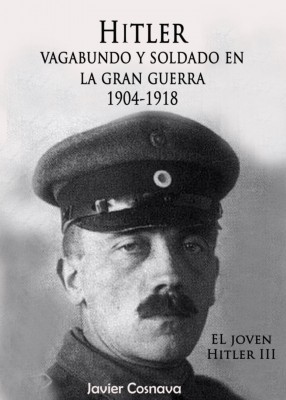 HITLER
VAGABUNDO Y SOLDADO EN
LA GRAN GUERRA
1904-1918
EL JOVEN
HITLER III
Javier Cosnava